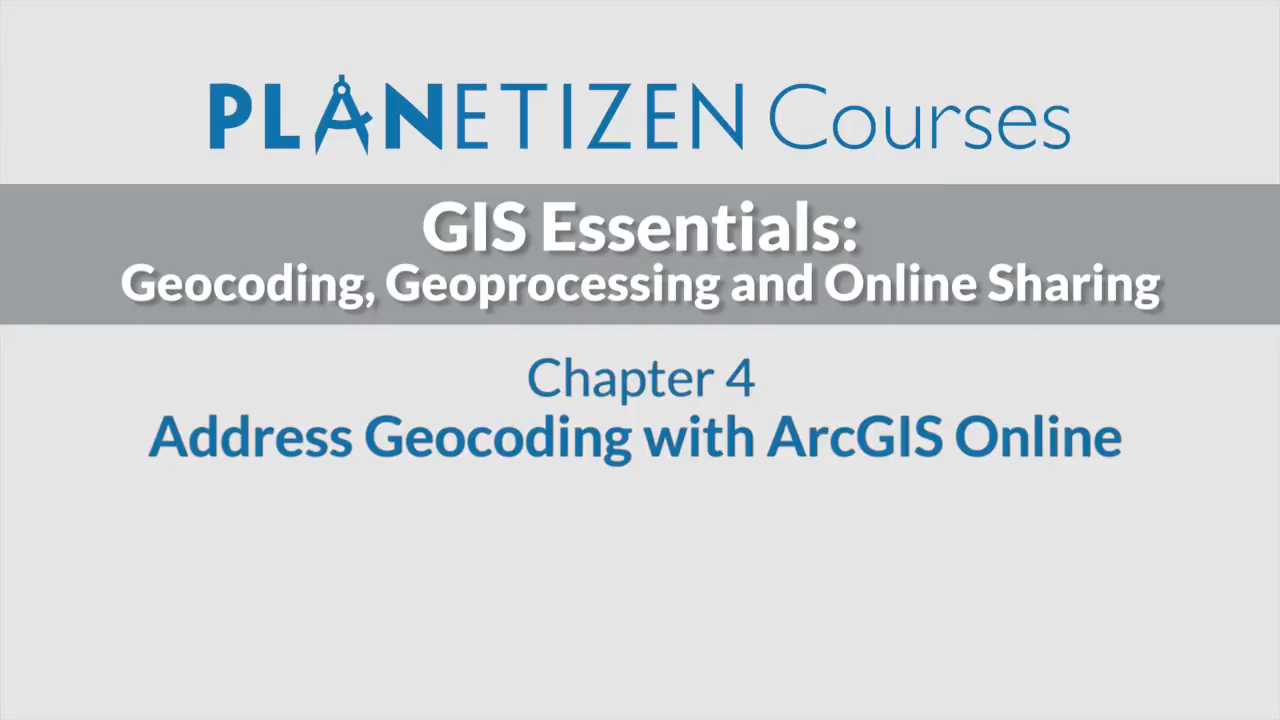 PLANETIZEN Courses
GIS Essentials:
Geocoding, Geoprocessing and Online Sharing
Chapter 4
Address Geocoding with ArcGIS Online